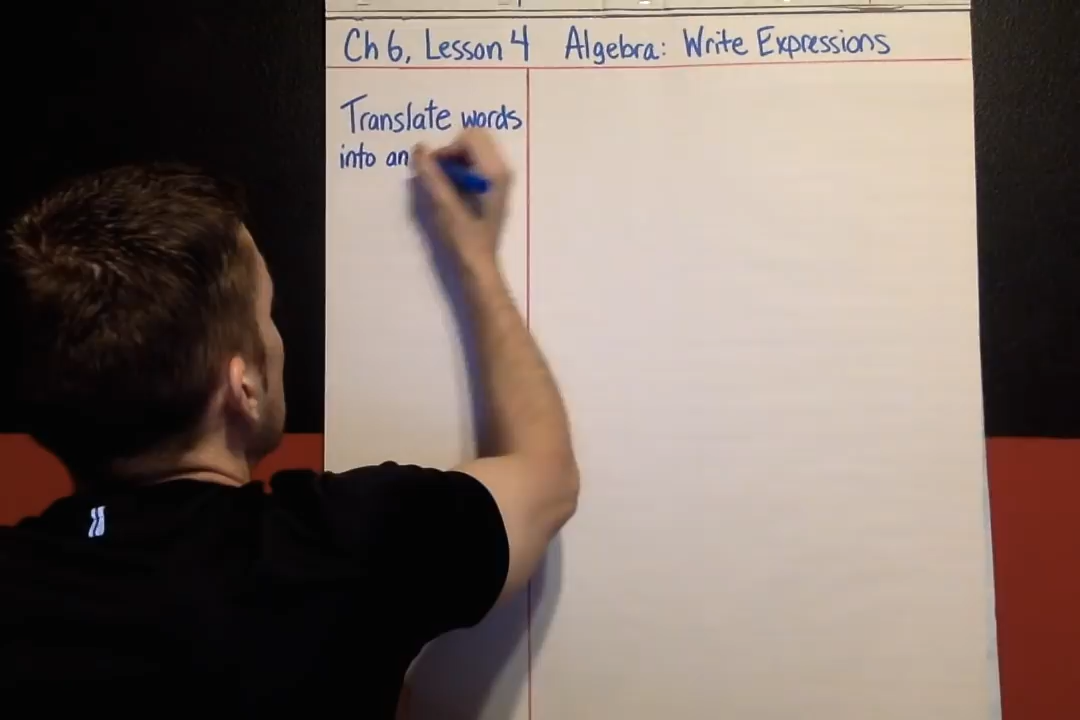 Ch 6, Lesson 4 Algebra: Write Expressions
Translate words
into an